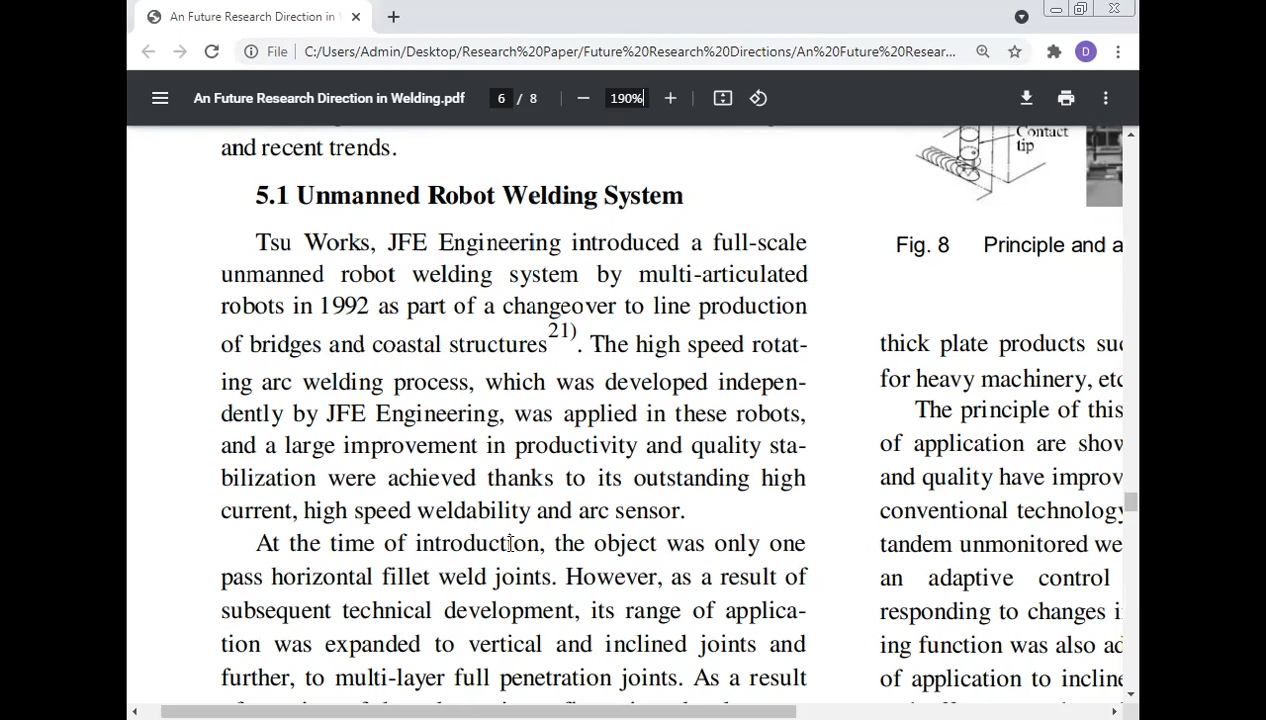 An Future Research Direction in
File
C:/Users/Admin/Desktop/Research%20Paper/Future%20Research%20Directions/An%20Future%20Resear...
D
An Future Research Direction in Welding.pdf
6 / 8
190%
and recent trends.
5.1 Unmanned Robot Welding System
Tsu Works, JFE Engineering introduced a full-scale
unmanned robot welding system by multi-articulated
robots in 1992 as part of a changeover to line production
of bridges and coastal structures21). The high speed rotat-
ing arc welding process, which was developed indepen-
dently by JFE Engineering, was applied in these robots,
and a large improvement in productivity and quality sta-
bilization were achieved thanks to its outstanding high
current, high speed weldability and arc sensor.
At the time of introduction, the object was only one
pass horizontal fillet weld joints. However, as a result of
subsequent technical development, its range of applica-
tion was expanded to vertical and inclined joints and
further, to multi-layer full penetration joints. As a result
Contact
tip
Fig. 8 Principle and a
thick plate products su
for heavy machinery, etc
The principle of this
of application are show
and quality have improv
conventional technology
tandem unmonitored we
an adaptive control
responding to changes i
ing function was also ad
of application to incline